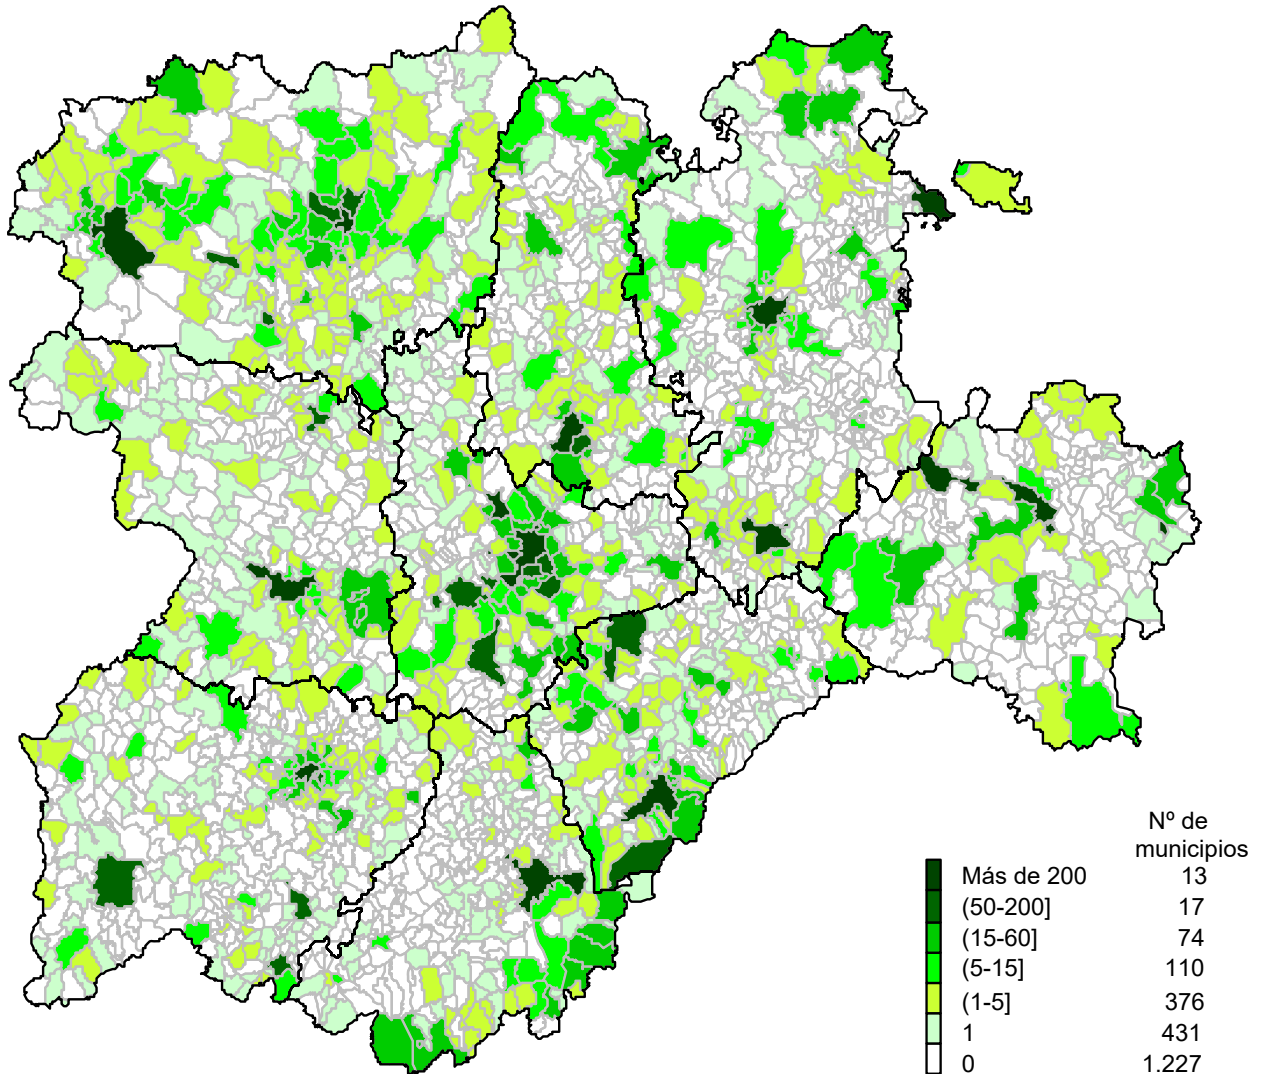 Nº de
municipios
Más de 200 13
(50-200] 17
(15-60] 74
(5-15] 110
(1-5] 376
1 431
0 1.227